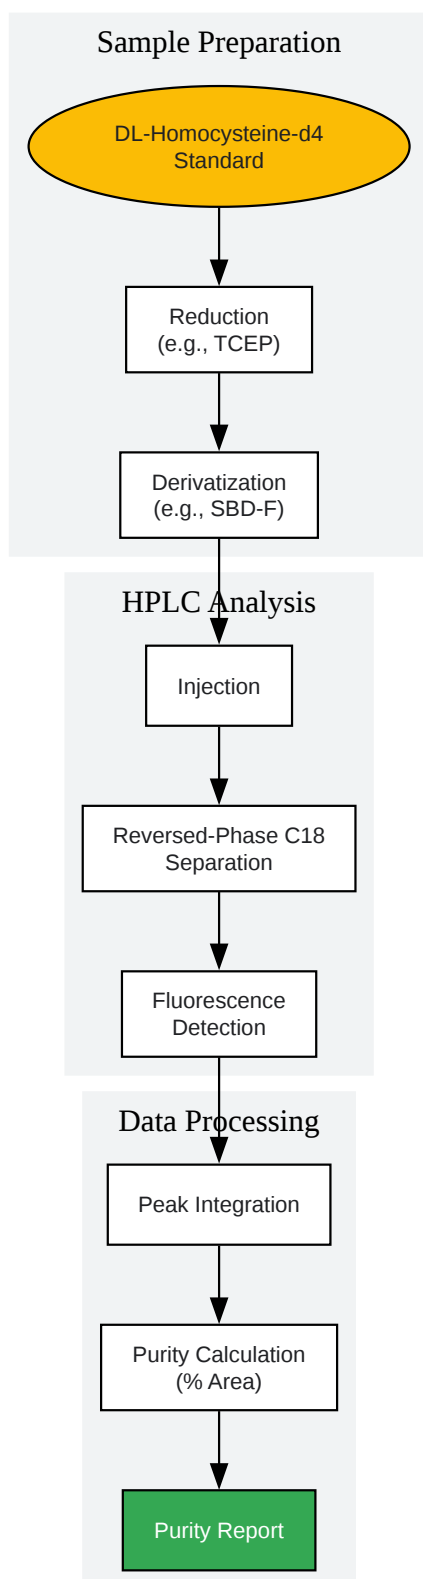 Sample Preparation
DL-Homocysteine-d4
Standard
Reduction
(e.g., TCEP)
Derivatization
(e.g., SBD-F)
HPLC Analysis
Injection
Reversed-Phase C18
Separation
Fluorescence
Detection
Data Processing
Peak Integration
Purity Calculation
(% Area)
Purity Report